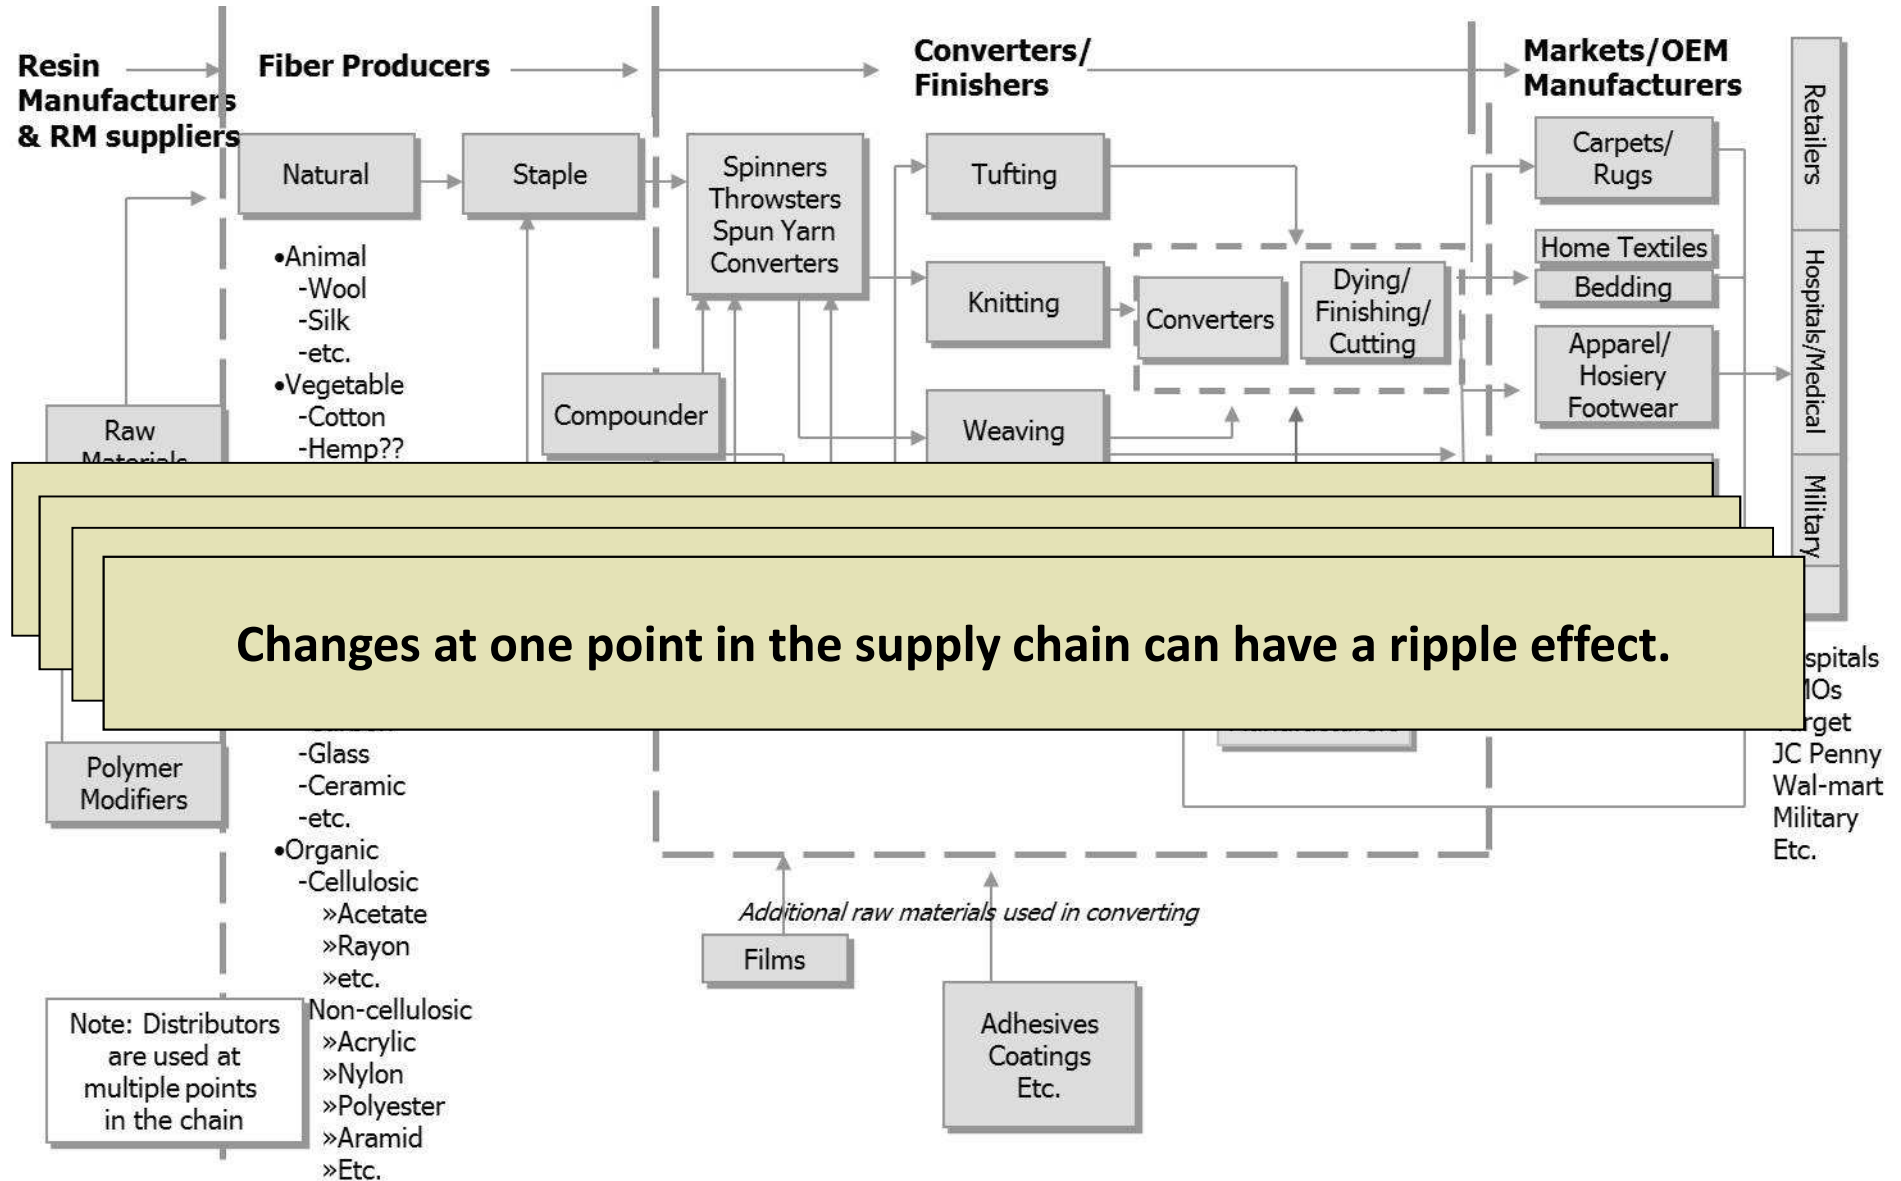 Resin
Manufacturers
& RM suppliers
Fiber Producers
Converters/
Finishers
Markets/OEM
Manufacturers
Natural
Staple
Spinners
Throwsters
Spun Yarn
Converters
Tufting
Knitting
Weaving
Converters
Dying/
Finishing/
Cutting
Carpets/
Rugs
Home Textiles
Bedding
Apparel/
Hosiery
Footwear
Retailers
Hospitals/Medical
Military
•Animal
-Wool
-Silk
-etc.
•Vegetable
-Cotton
-Hemp??
Compounder
Raw
Materials
Changes at one point in the supply chain can have a ripple effect.
Polymer
Modifiers
-Glass
-Ceramic
-etc.
•Organic
-Cellulosic
»Acetate
»Rayon
»etc.
Non-cellulosic
»Acrylic
»Nylon
»Polyester
»Aramid
»Etc.
JC Penny
Wal-mart
Military
Etc.
Additional raw materials used in converting
Films
Adhesives
Coatings
Etc.
Note: Distributors
are used at
multiple points
in the chain